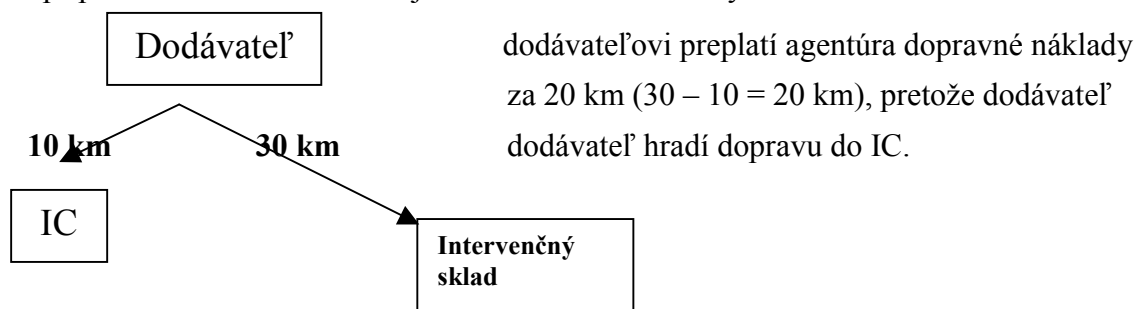 Dodávateľ
dodávateľovi preplatí agentúra dopravné náklady
za 20 km (30 – 10 = 20 km), pretože dodávateľ
10 km
30 km
dodávateľ hradí dopravu do IC.
IC
Intervenčný
sklad